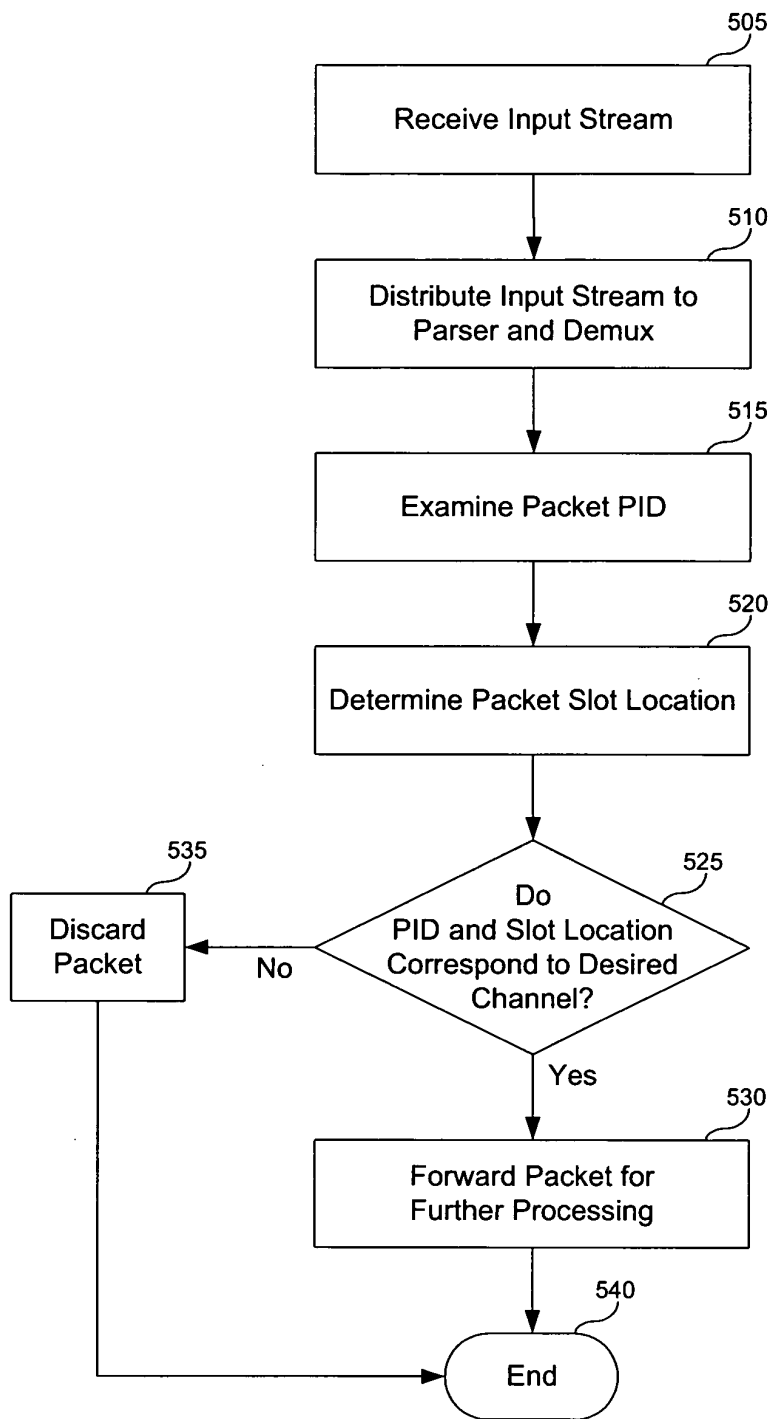 505
Receive Input Stream
510
Distribute Input Stream to
Parser and Demux
515
Examine Packet PID
520
Determine Packet Slot Location
535
Discard
Packet
No
525
Do
PID and Slot Location
Correspond to Desired
Channel?
Yes
530
Forward Packet for
Further Processing
540
End